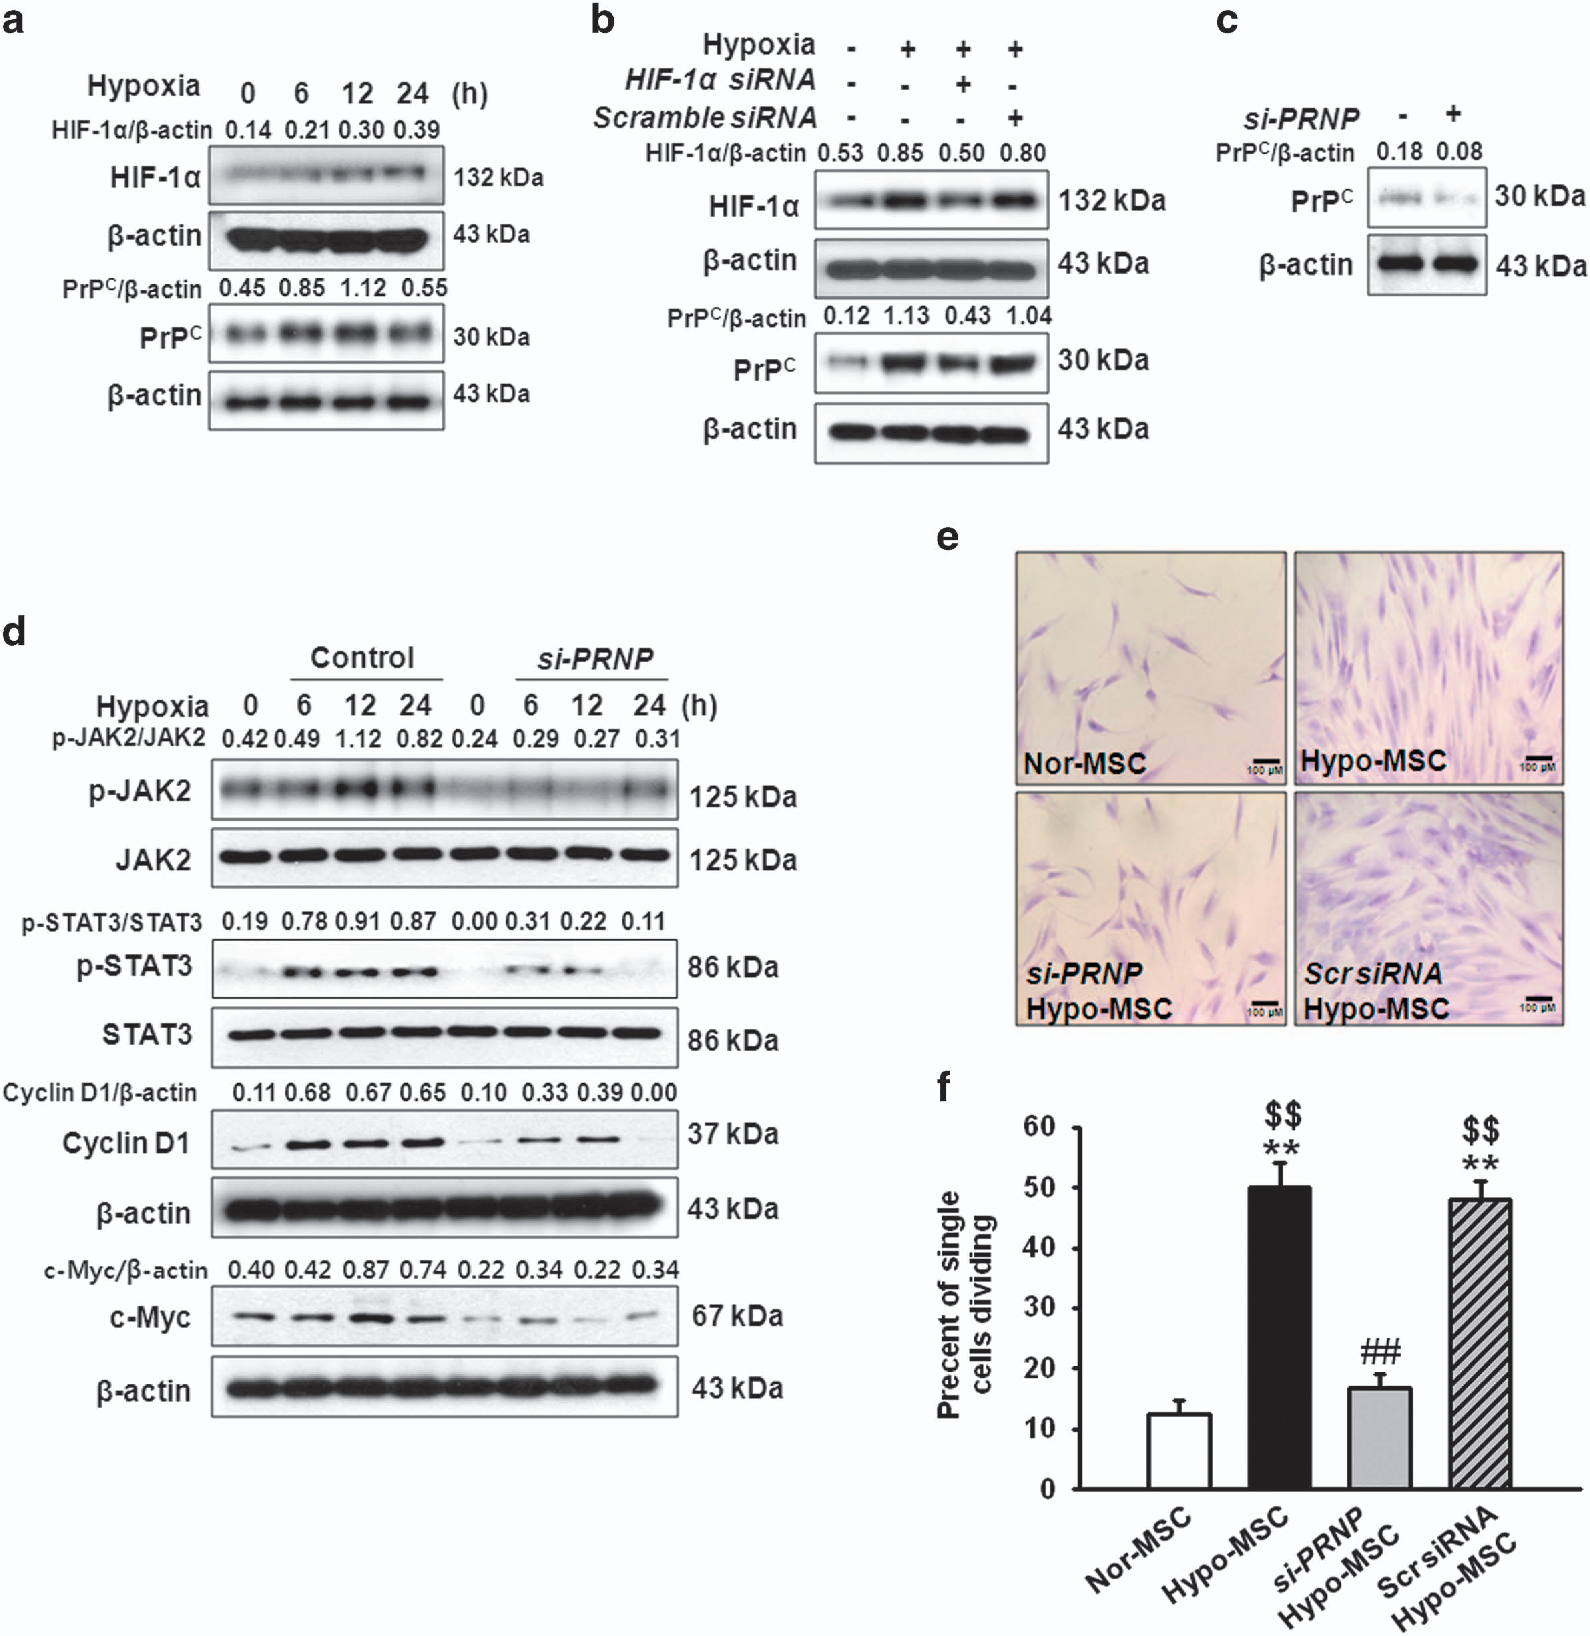 a
Hypoxia 0 6 12 24 (h)
HIF-1α/β-actin 0.14 0.21 0.30 0.39
HIF-1α 132 kDa
β-actin 43 kDa
PrPC/β-actin 0.45 0.85 1.12 0.55
PrPC 30 kDa
β-actin 43 kDa
b
Hypoxia - + + +
HIF-1α siRNA - - + -
Scramble siRNA - - - +
HIF-1α/β-actin 0.53 0.85 0.50 0.80
HIF-1α 132 kDa
β-actin 43 kDa
PrPC/β-actin 0.12 1.13 0.43 1.04
PrPC 30 kDa
β-actin 43 kDa
c
si-PRNP - +
PrPC/β-actin 0.18 0.08
PrPC 30 kDa
β-actin 43 kDa
d
Control si-PRNP
Hypoxia 0 6 12 24 0 6 12 24 (h)
p-JAK2/JAK2 0.42 0.49 1.12 0.82 0.24 0.29 0.27 0.31
p-JAK2 125 kDa
JAK2 125 kDa
p-STAT3/STAT3 0.19 0.78 0.91 0.87 0.00 0.31 0.22 0.11
p-STAT3 86 kDa
STAT3 86 kDa
Cyclin D1/β-actin 0.11 0.68 0.67 0.65 0.10 0.33 0.39 0.00
Cyclin D1 37 kDa
β-actin 43 kDa
c-Myc/β-actin 0.40 0.42 0.87 0.74 0.22 0.34 0.22 0.34
c-Myc 67 kDa
β-actin 43 kDa
e
Nor-MSC 100 µM
Hypo-MSC 100 µM
si-PRNP
Hypo-MSC 100 µM
Scr siRNA
Hypo-MSC 100 µM
f
Precent of single
cells dividing
60
50
40
30
20
10
0
$$
**
##
$$
**
Nor-MSC
Hypo-MSC
si-PRNP
Hypo-MSC
Scr siRNA
Hypo-MSC